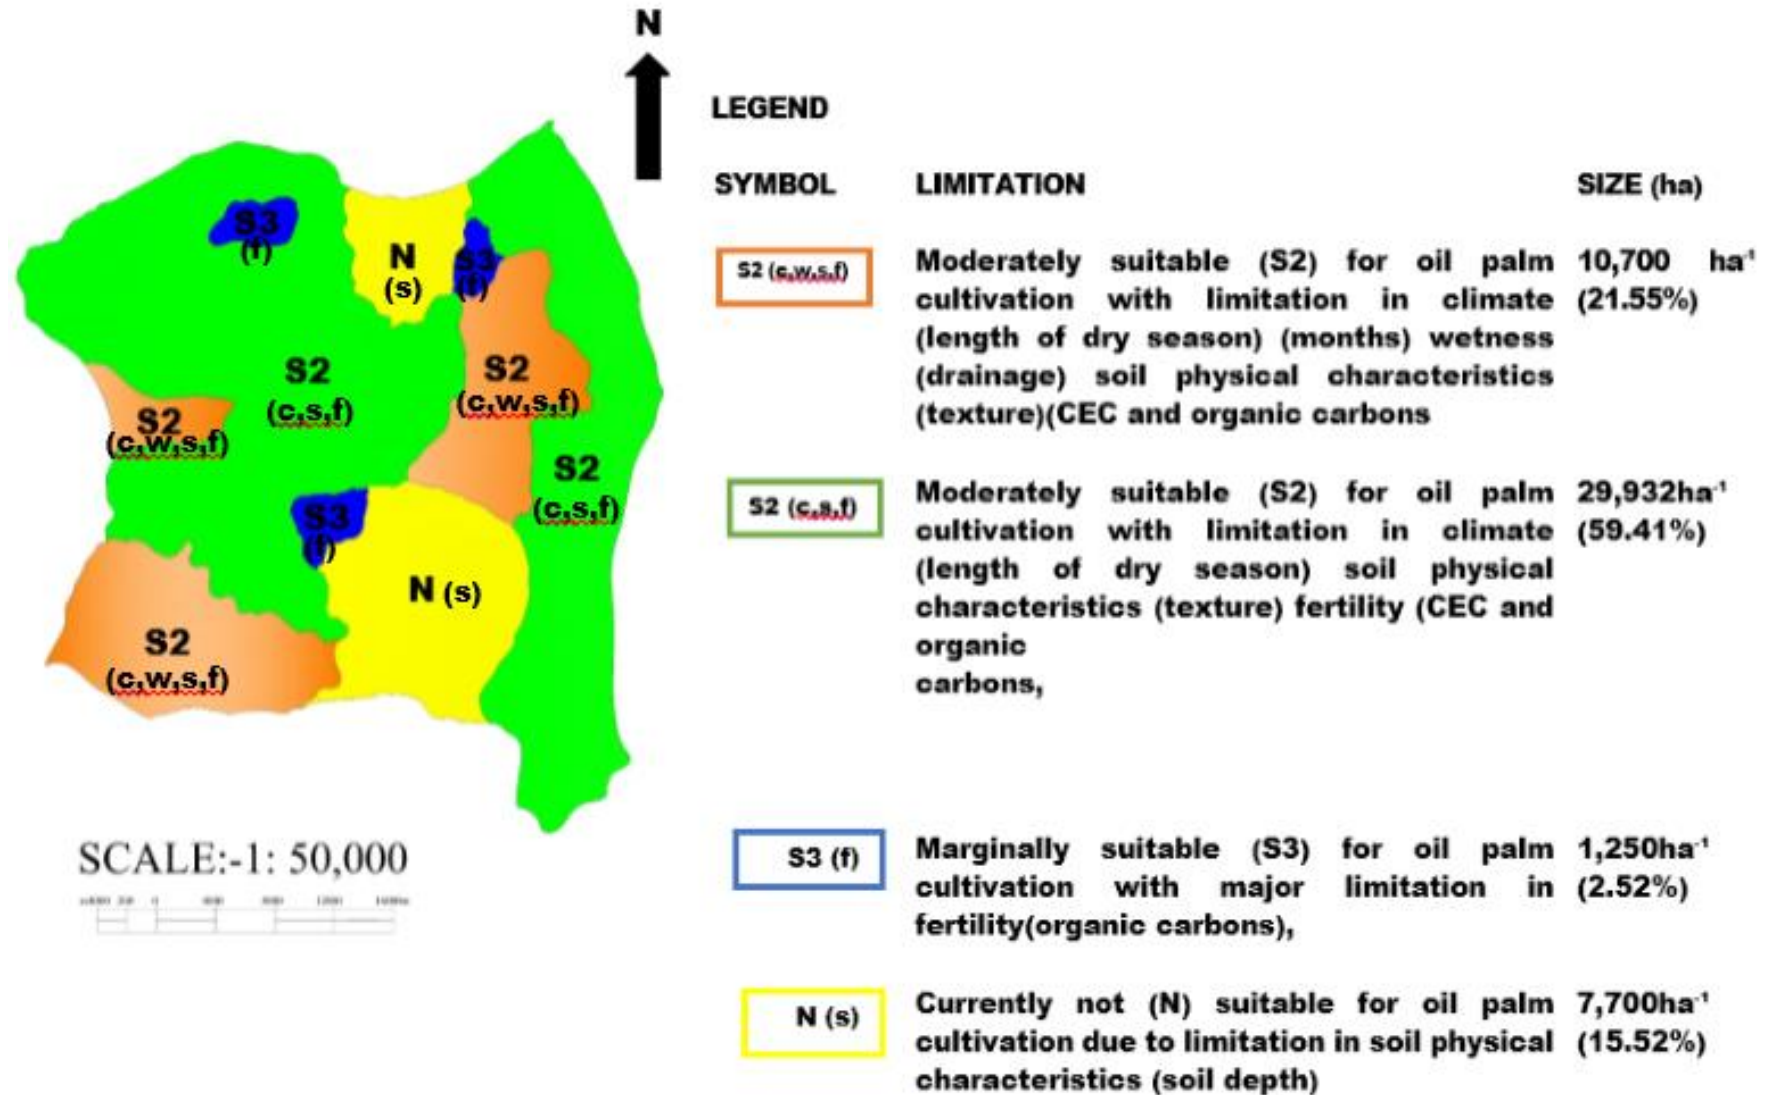 N
LEGEND
SYMBOL LIMITATION SIZE (ha)
S2 (c,w,s,f)
Moderately suitable (S2) for oil palm
cultivation with limitation in climate
(length of dry season) (months) wetness
(drainage) soil physical characteristics
(texture)(CEC and organic carbons
10,700 ha-1
(21.55%)
S2 (c,s,f)
Moderately suitable (S2) for oil palm
cultivation with limitation in climate
(length of dry season) soil physical
characteristics (texture) fertility (CEC and
organic
carbons,
29,932ha-1
(59.41%)
S3 (f)
Marginally suitable (S3) for oil palm
cultivation with major limitation in
fertility(organic carbons),
1,250ha-1
(2.52%)
N (s)
Currently not (N) suitable for oil palm
cultivation due to limitation in soil physical
characteristics (soil depth)
7,700ha-1
(15.52%)
S3
(f)
N
(s)
S3
(f)
S2
(c,s,f)
S2
(c,w,s,f)
S2
(c,w,s,f)
S2
(c,s,f)
S3
(f)
N (s)
S2
(c,w,s,f)
SCALE:-1: 50,000